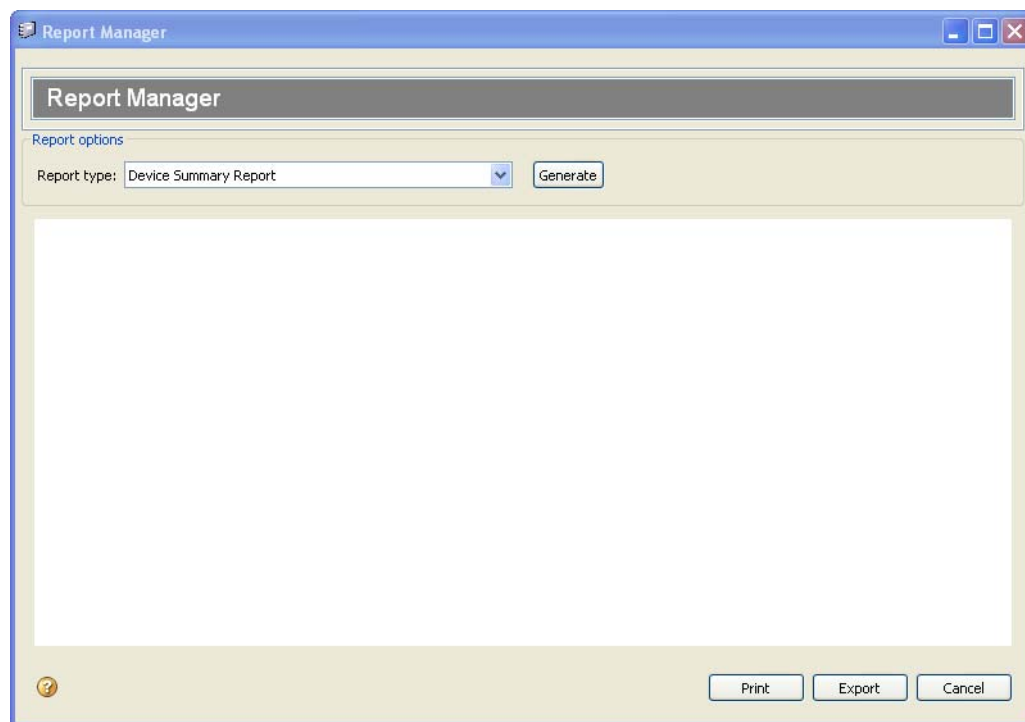 Report Manager
Report Manager
Report options
Report type: Device Summary Report Generate
Print Export Cancel